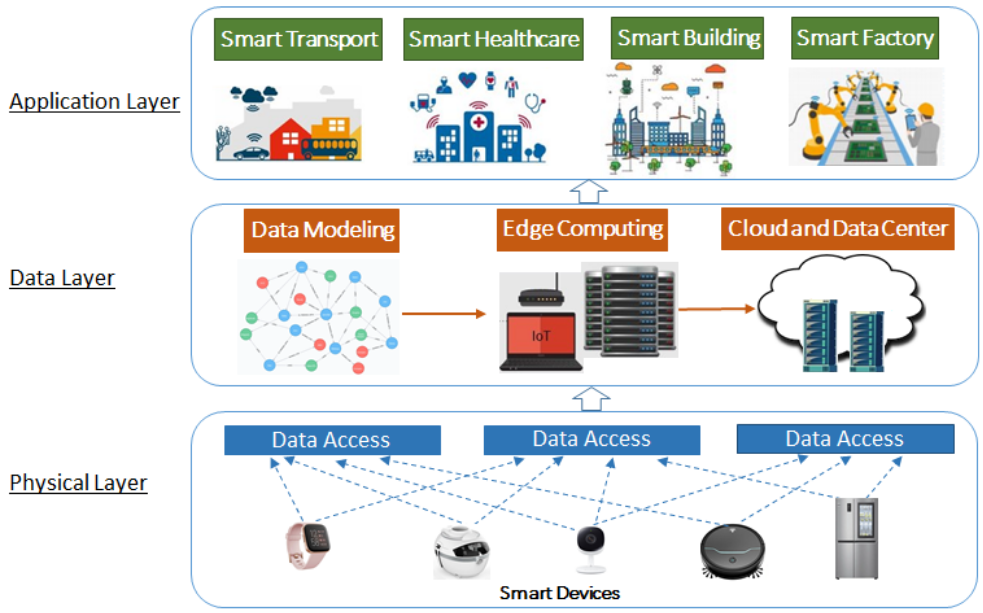 Smart Transport
Smart Healthcare
Smart Building
Smart Factory
Application Layer
Data Modeling
Edge Computing
Cloud and Data Center
Data Layer
IoT
Data Access
Data Access
Data Access
Physical Layer
Smart Devices